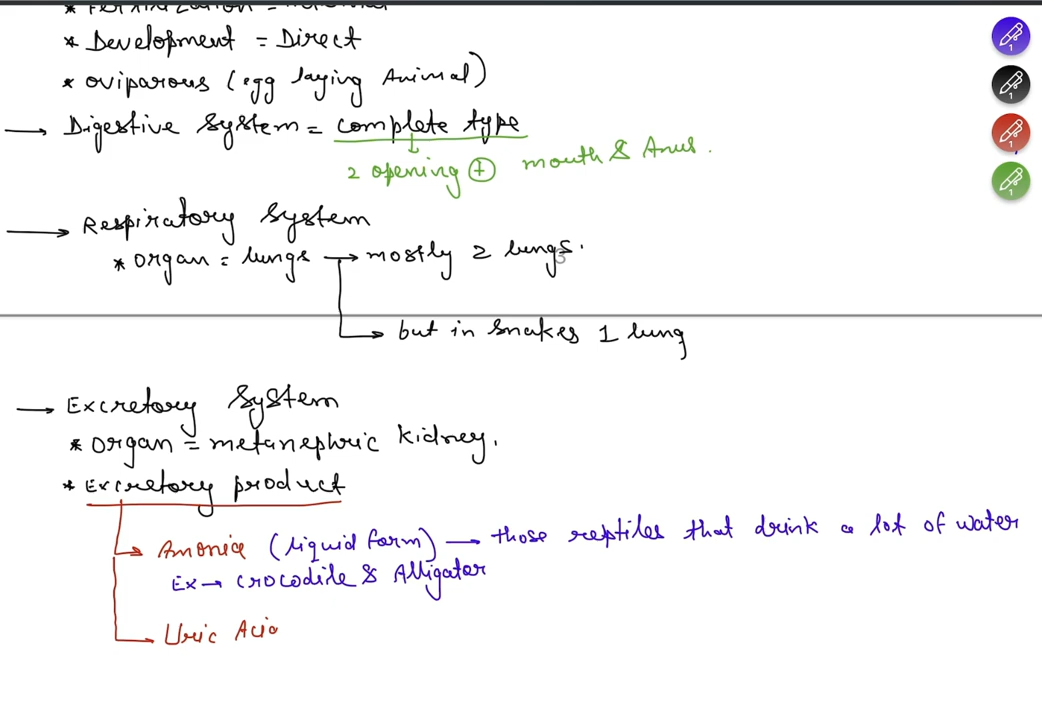 * Development = Direct
* oviparous (egg laying Animal)
→ Digestive System = complete type
2 opening (+) mouth & Anus.
→ Respiratory System
* organ = lungs → mostly 2 lungs.
→ but in Snakes 1 lung
→ Excretory System
* organ = metanephric kidney.
* Excretory product
→ Amonia (liquid form) → those reptiles that drink a lot of water
Ex → crocodile & Alligator
→ Uric Acid